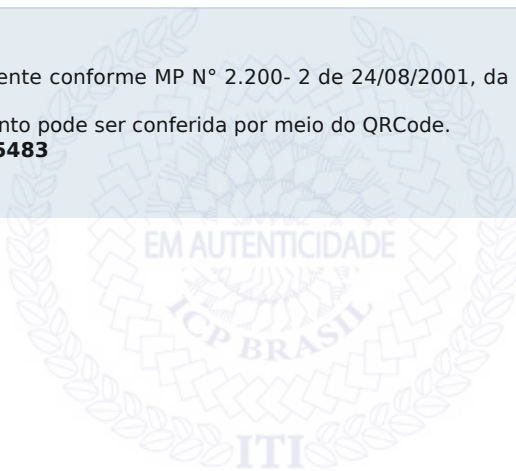 ente conforme MP N° 2.200- 2 de 24/08/2001, da
nto pode ser conferida por meio do QRCode.
5483
EM AUTENTICIDADE
ICP BRASIL
ITI